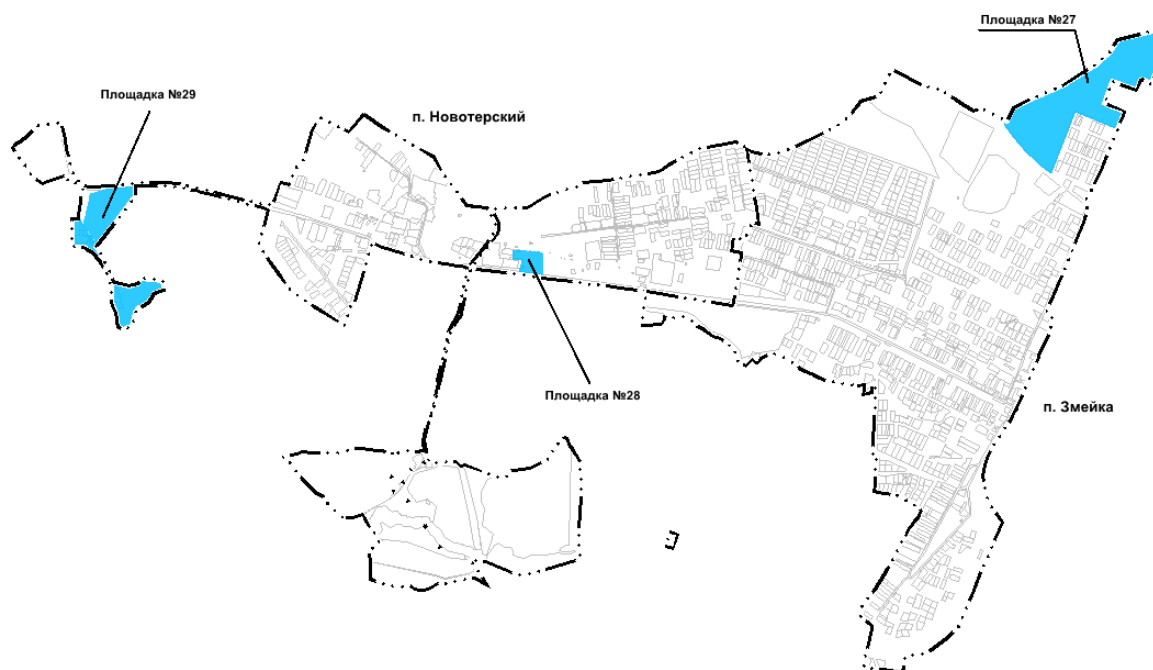 Площадка №27
Площадка №29
п. Новотерский
Площадка №28
п. Змейка